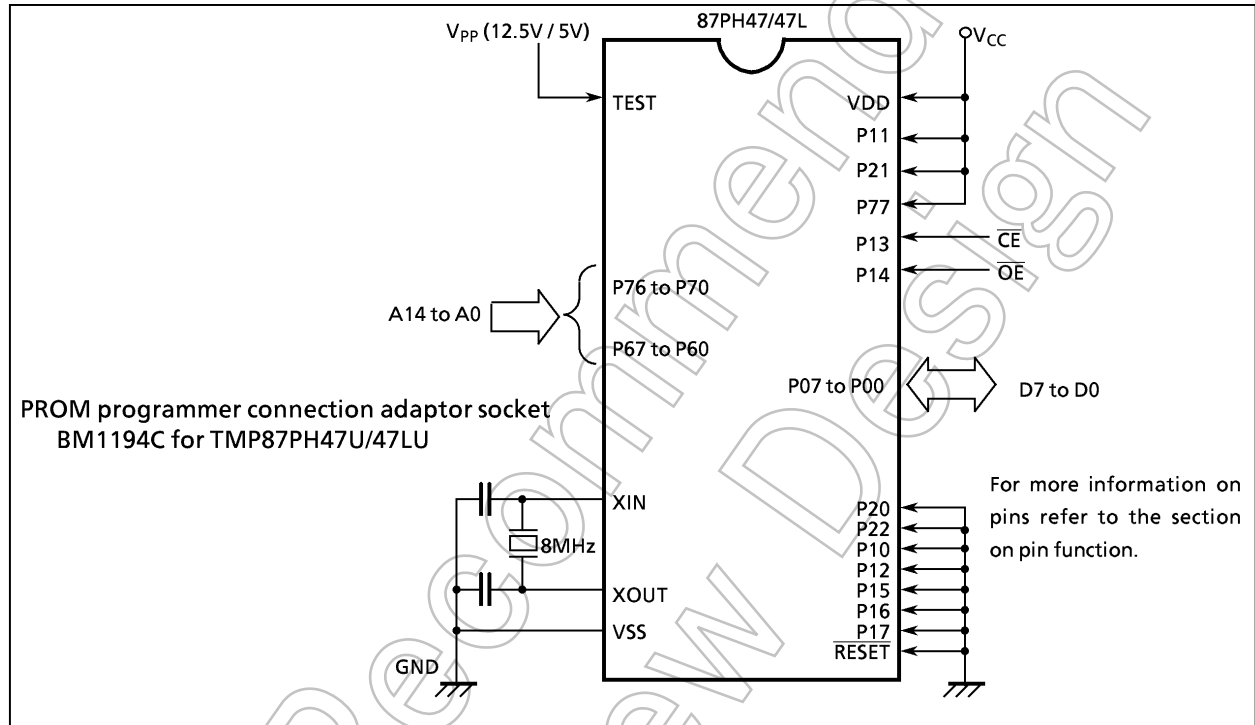 87PH47/47L
VPP (12.5V / 5V)
VCC
TEST
VDD
P11
P21
P77
P13
CE
P14
OE
P76 to P70
A14 to A0
P67 to P60
P07 to P00
D7 to D0
PROM programmer connection adaptor socket
BM1194C for TMP87PH47U/47LU
XIN
8MHz
XOUT
VSS
GND
P20
P22
P10
P12
P15
P16
P17
RESET
For more information on
pins refer to the section
on pin function.
Recommend
New Design